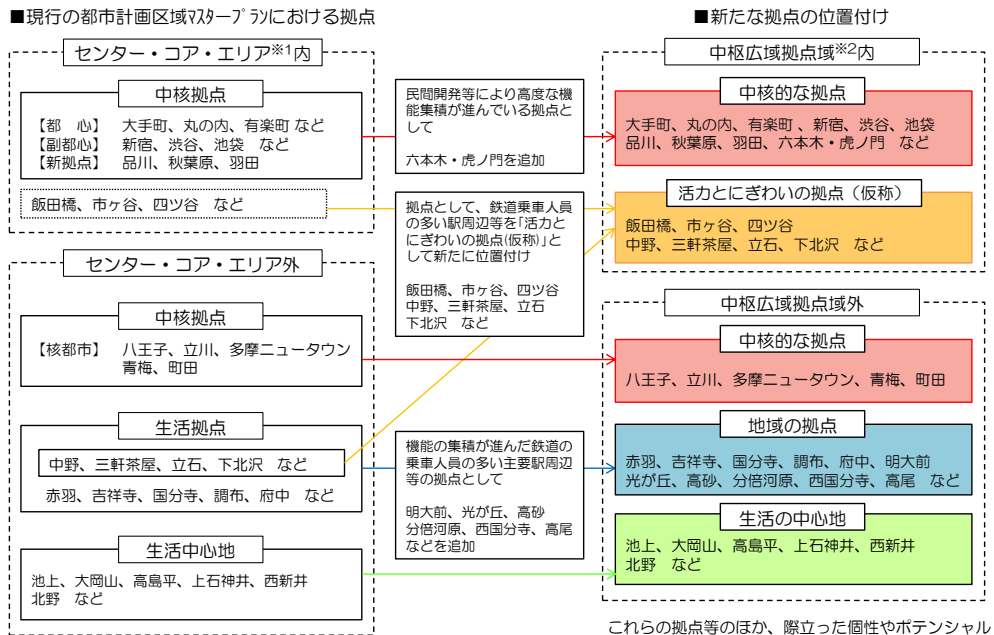 ■現行の都市計画区域ﾏｽﾀｰﾌﾟﾗﾝにおける拠点
センター・コア・エリア※1内
中核拠点
【都　心】　大手町、丸の内、有楽町 など
【副都心】　新宿、渋谷、池袋　など
【新拠点】　品川、秋葉原、羽田
飯田橋、市ヶ谷、四ツ谷　など
センター・コア・エリア外
中核拠点
【核都市】　八王子、立川、多摩ニュータウン
青梅、町田
生活拠点
中野、三軒茶屋、立石、下北沢　など
赤羽、吉祥寺、国分寺、調布、府中　など
生活中心地
池上、大岡山、高島平、上石神井、西新井
北野　など
民間開発等により高度な機
能集積が進んでいる拠点と
して
六本木・虎ノ門を追加
拠点として、鉄道乗車人員
の多い駅周辺等を｢活力と
にぎわいの拠点(仮称)｣と
して新たに位置付け
飯田橋、市ヶ谷、四ツ谷
中野、三軒茶屋、立石
下北沢　など
機能の集積が進んだ鉄道の
乗車人員の多い主要駅周辺
等の拠点として
明大前、光が丘、高砂
分倍河原、西国分寺、高尾
などを追加
■新たな拠点の位置付け
中枢広域拠点域※2内
中核的な拠点
大手町、丸の内、有楽町 、新宿、渋谷、池袋
品川、秋葉原、羽田、六本木・虎ノ門　など
活力とにぎわいの拠点（仮称）
飯田橋、市ヶ谷、四ツ谷
中野、三軒茶屋、立石、下北沢　など
中枢広域拠点域外
中核的な拠点
八王子、立川、多摩ニュータウン、青梅、町田
地域の拠点
赤羽、吉祥寺、国分寺、調布、府中、明大前
光が丘、高砂、分倍河原、西国分寺、高尾　など
生活の中心地
池上、大岡山、高島平、上石神井、西新井
北野　など
これらの拠点等のほか、際立った個性やポテンシャル